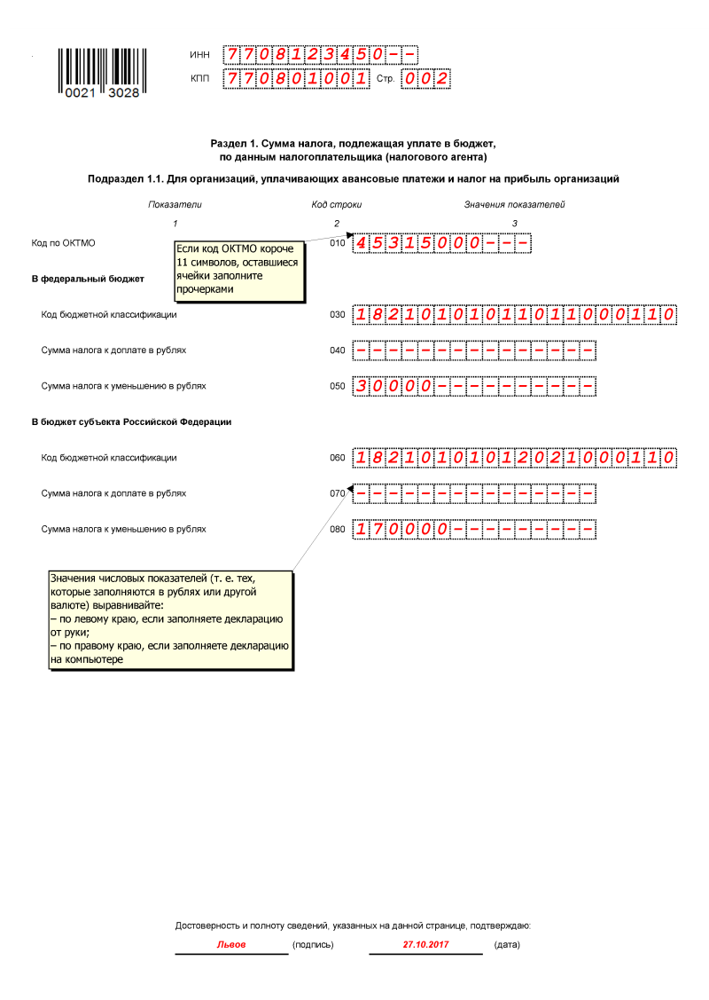 ИНН 7708123450--
КПП 770801001 Стр. 002
0021 3028
Раздел 1. Сумма налога, подлежащая уплате в бюджет,
по данным налогоплательщика (налогового агента)
Подраздел 1.1. Для организаций, уплачивающих авансовые платежи и налог на прибыль организаций
Показатели Код строки Значения показателей
1 2 3
Код по ОКТМО 010 45315000---
Если код ОКТМО короче
11 символов, оставшиеся
ячейки заполните
прочерками
В федеральный бюджет
Код бюджетной классификации 030 18210101011011000110
Сумма налога к доплате в рублях 040 ---------------
Сумма налога к уменьшению в рублях 050 30000----------
В бюджет субъекта Российской Федерации
Код бюджетной классификации 060 18210101012021000110
Сумма налога к доплате в рублях 070 ---------------
Сумма налога к уменьшению в рублях 080 170000---------
Значения числовых показателей (т. е. тех,
которые заполняются в рублях или другой
валюте) выравнивайте:
– по левому краю, если заполняете декларацию
от руки;
– по правому краю, если заполняете декларацию
на компьютере
Достоверность и полноту сведений, указанных на данной странице, подтверждаю:
Львов (подпись) 27.10.2017 (дата)